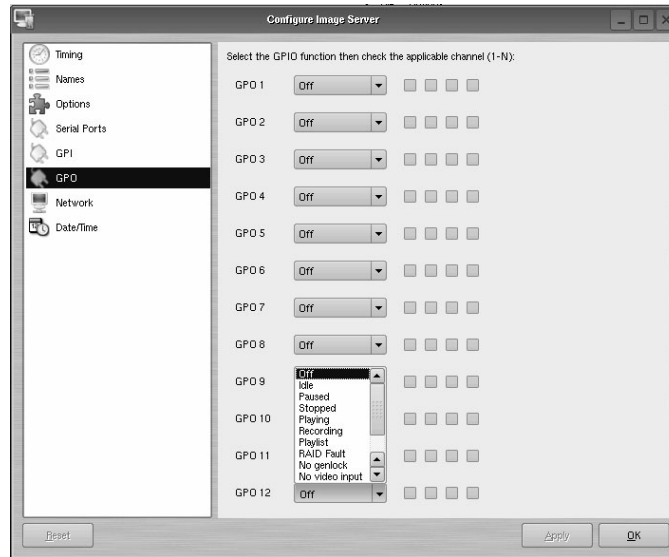 Configure Image Server
Timing
Names
Options
Serial Ports
GPI
GPO
Network
Date/Time
Select the GPIO function then check the applicable channel (1-N):
GPO 1 Off
GPO 2 Off
GPO 3 Off
GPO 4 Off
GPO 5 Off
GPO 6 Off
GPO 7 Off
GPO 8 Off
GPO 9
GPO 10
GPO 11
Off
Idle
Paused
Stopped
Playing
Recording
Playlist
RAID Fault
No genlock
No video input
GPO 12 Off
Reset
Apply
OK